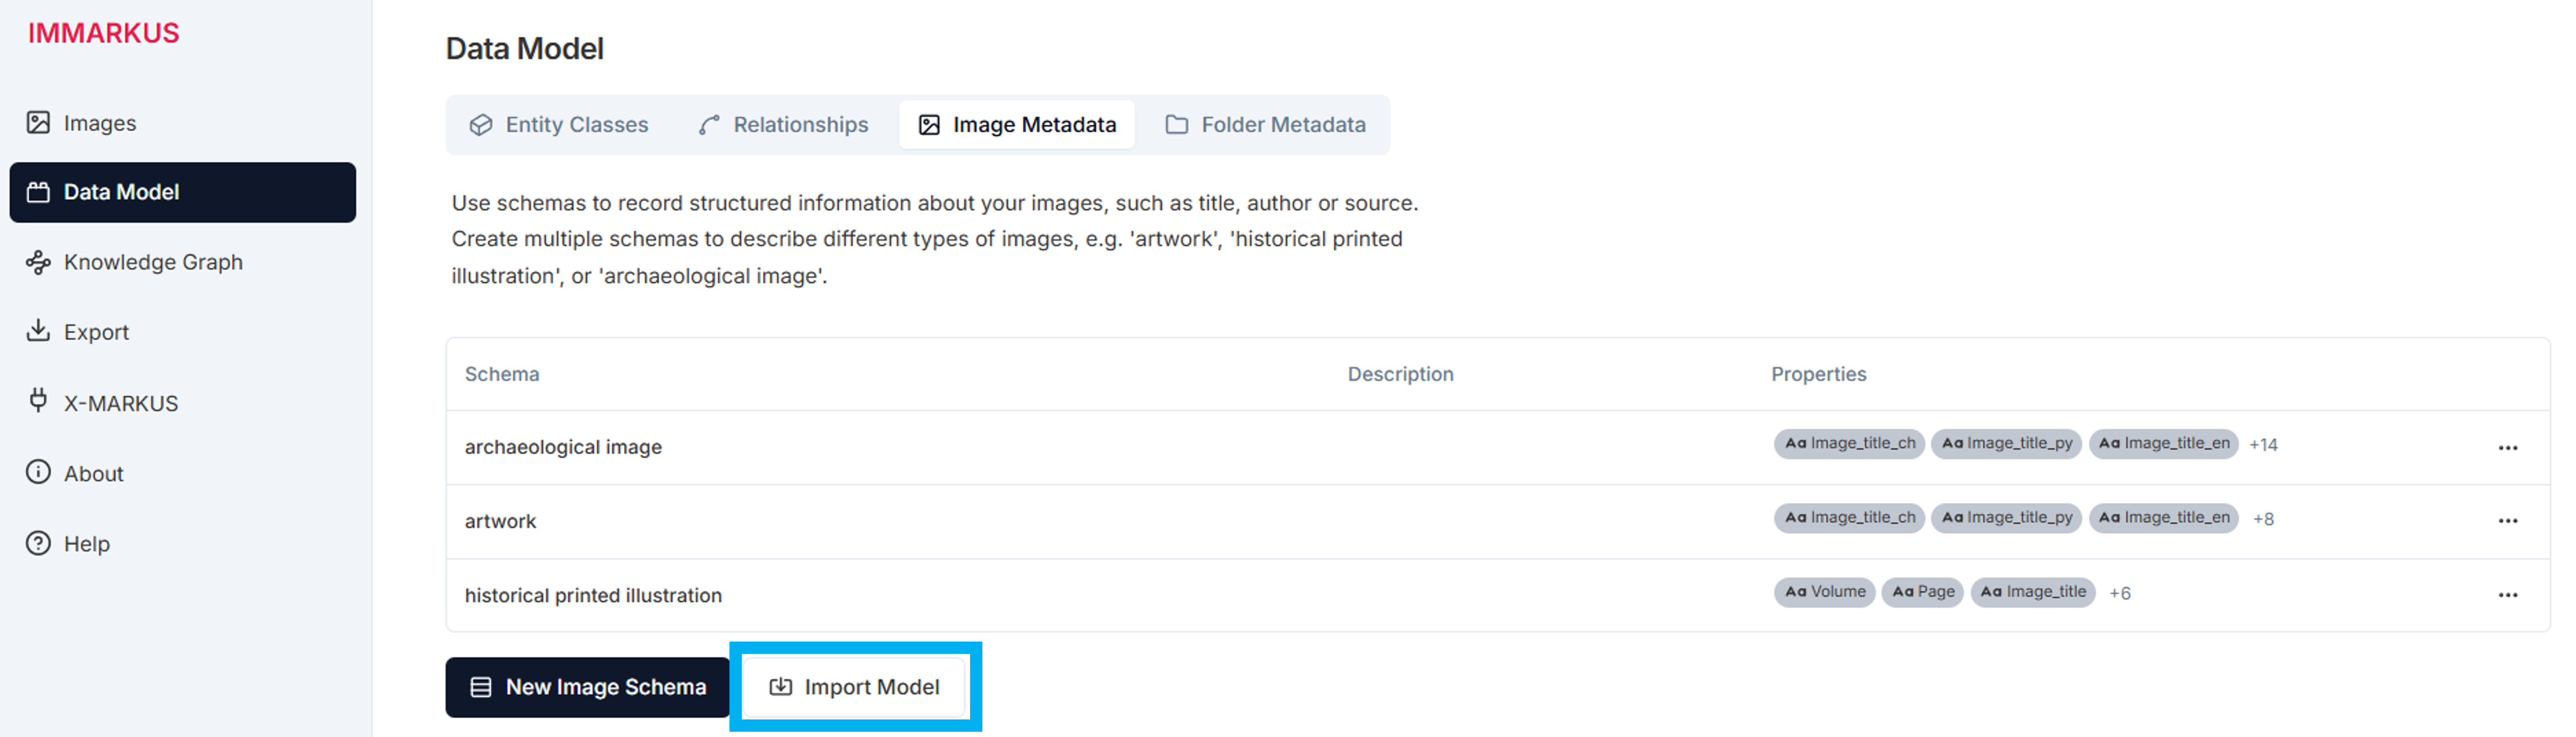 IMMARKUS
Images
Data Model
Knowledge Graph
Export
X-MARKUS
About
Help
Data Model
Entity Classes Relationships Image Metadata Folder Metadata
Use schemas to record structured information about your images, such as title, author or source.
Create multiple schemas to describe different types of images, e.g. 'artwork', 'historical printed
illustration', or 'archaeological image'.
Schema Description Properties
archaeological image Aa Image_title_ch Aa Image_title_py Aa Image_title_en +14 ...
artwork Aa Image_title_ch Aa Image_title_py Aa Image_title_en +8 ...
historical printed illustration Aa Volume Aa Page Aa Image_title +6 ...
New Image Schema Import Model